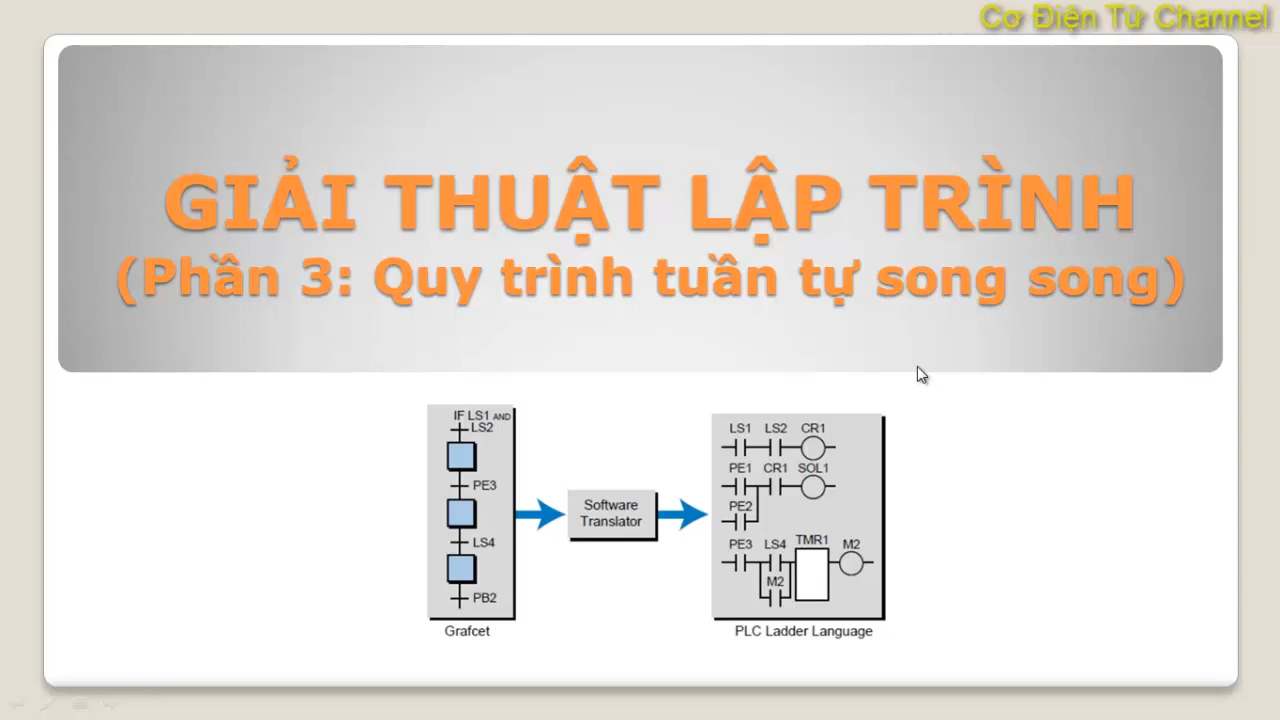 Cơ Điện Tử Channel
GIẢI THUẬT LẬP TRÌNH
(Phần 3: Quy trình tuần tự song song)
IF LS1 AND
LS2
PE3
LS4
PB2
Grafcet
Software
Translator
LS1 LS2 CR1
PE1 CR1 SOL1
PE2
PE3 LS4 TMR1 M2
M2
PLC Ladder Language